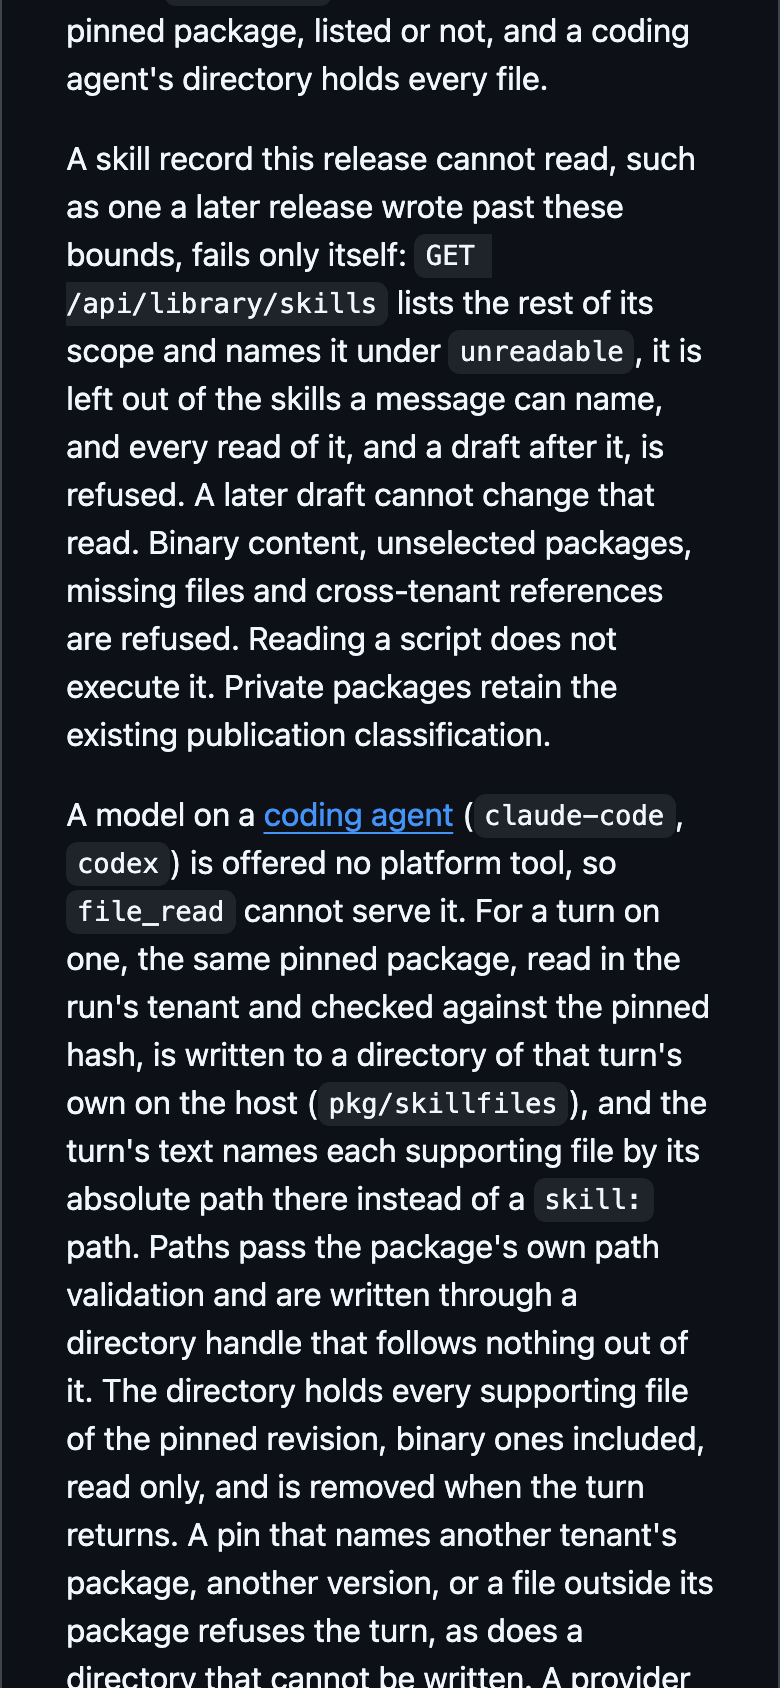 pinned package, listed or not, and a coding
agent's directory holds every file.
A skill record this release cannot read, such
as one a later release wrote past these
bounds, fails only itself: GET
/api/library/skills lists the rest of its
scope and names it under unreadable, it is
left out of the skills a message can name,
and every read of it, and a draft after it, is
refused. A later draft cannot change that
read. Binary content, unselected packages,
missing files and cross-tenant references
are refused. Reading a script does not
execute it. Private packages retain the
existing publication classification.
A model on a coding agent (claude-code,
codex) is offered no platform tool, so
file_read cannot serve it. For a turn on
one, the same pinned package, read in the
run's tenant and checked against the pinned
hash, is written to a directory of that turn's
own on the host (pkg/skillfiles), and the
turn's text names each supporting file by its
absolute path there instead of a skill:
path. Paths pass the package's own path
validation and are written through a
directory handle that follows nothing out of
it. The directory holds every supporting file
of the pinned revision, binary ones included,
read only, and is removed when the turn
returns. A pin that names another tenant's
package, another version, or a file outside its
package refuses the turn, as does a
directory that cannot be written. A provider